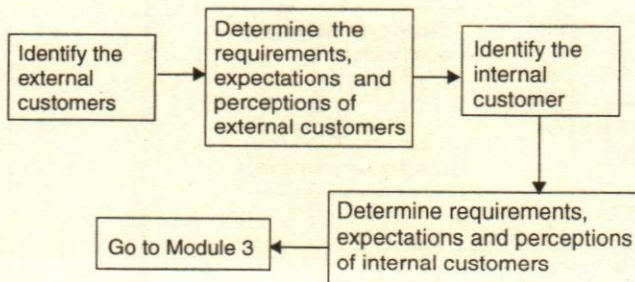 Identify the
external
customers
Determine the
requirements,
expectations and
perceptions of
external customers
Identify the
internal
customer
Determine requirements,
expectations and perceptions
of internal customers
Go to Module 3